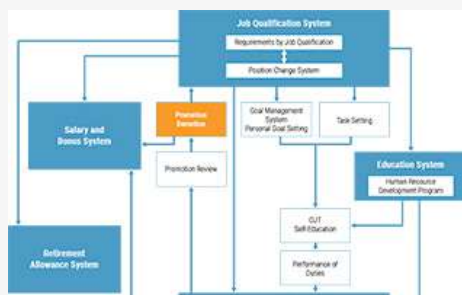 Job Qualification System
Requirements by Job Qualification
Position Change System
Salary and
Bonus System
Promotion
Promotion Review
Goal Management
System
Personal Goal Setting
Task Setting
Education System
Human Resource
Development Program
OJT
Self-Education
Performance of
Duties
Retirement
Allowance System